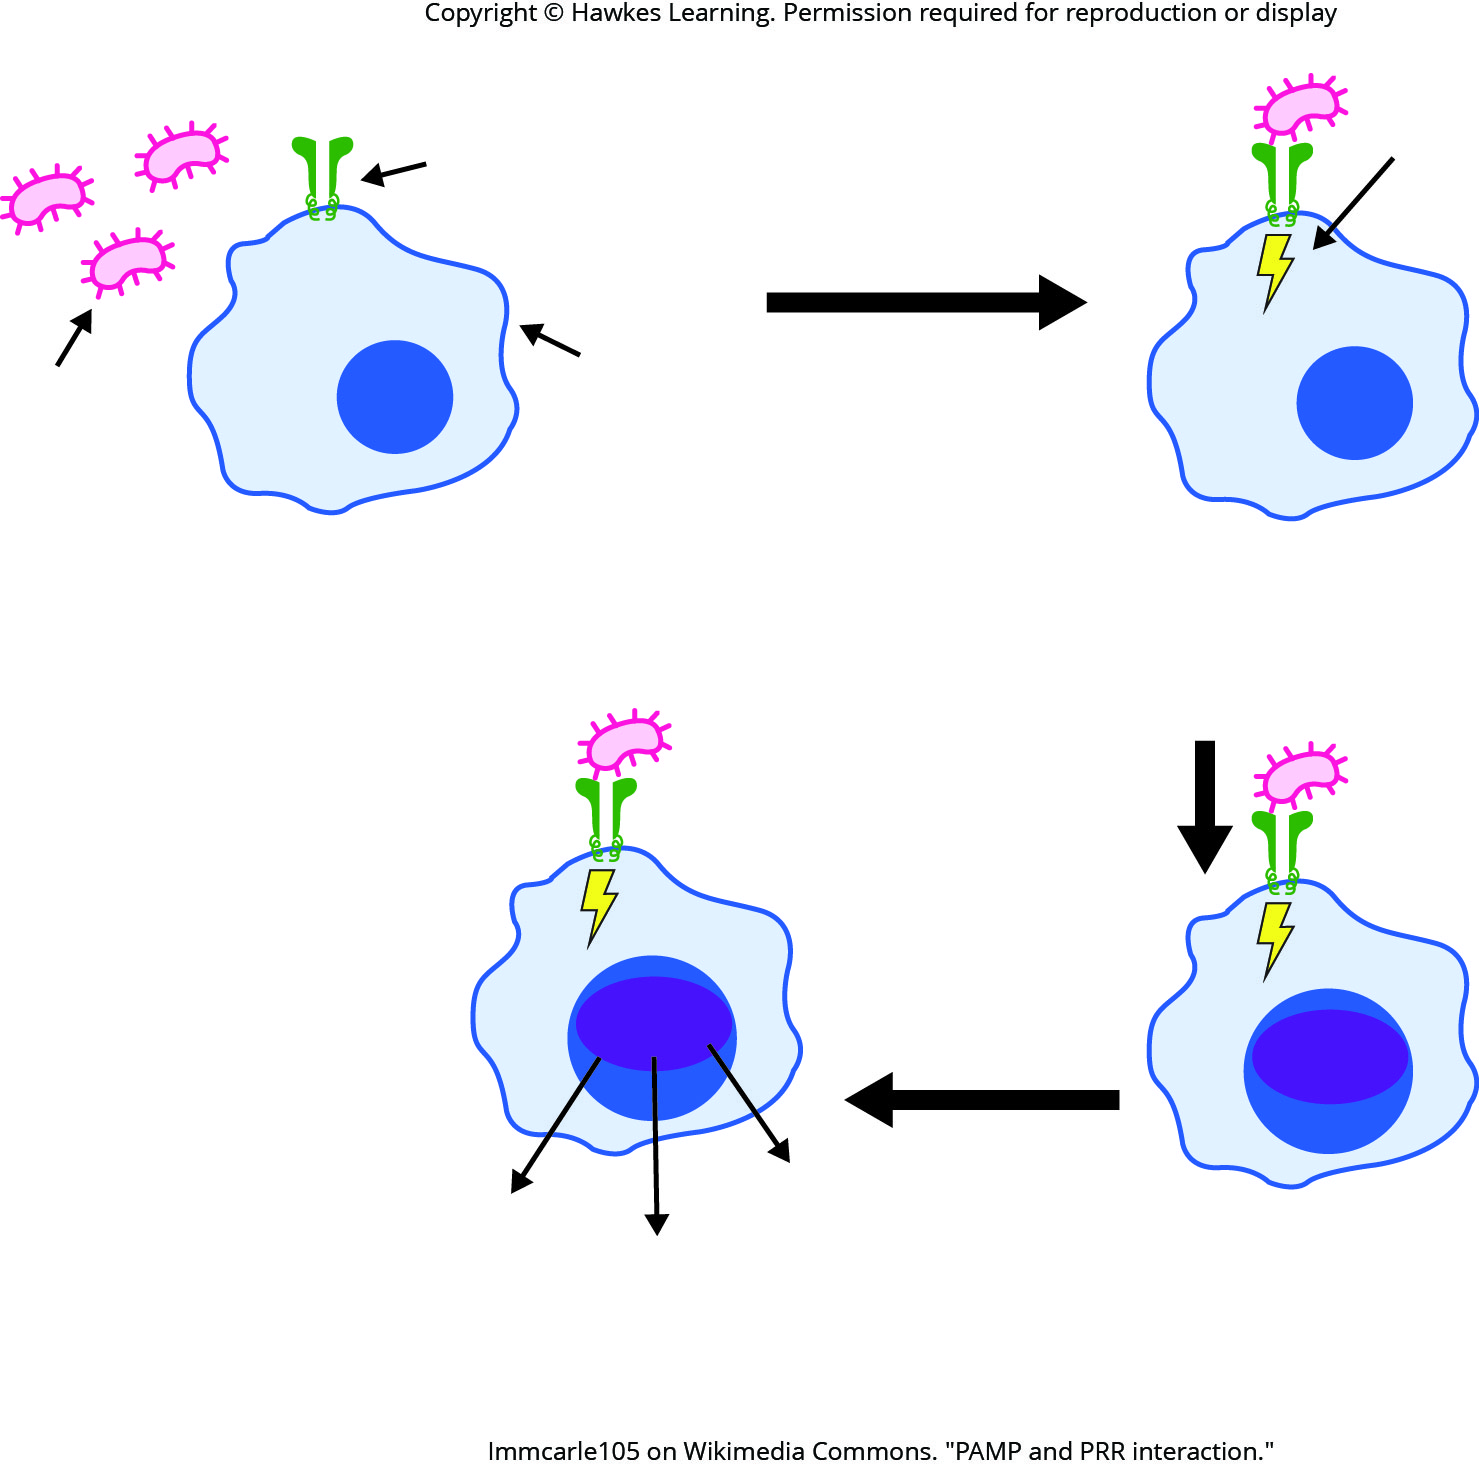 Copyright © Hawkes Learning. Permission required for reproduction or display
Immcarle105 on Wikimedia Commons. "PAMP and PRR interaction."